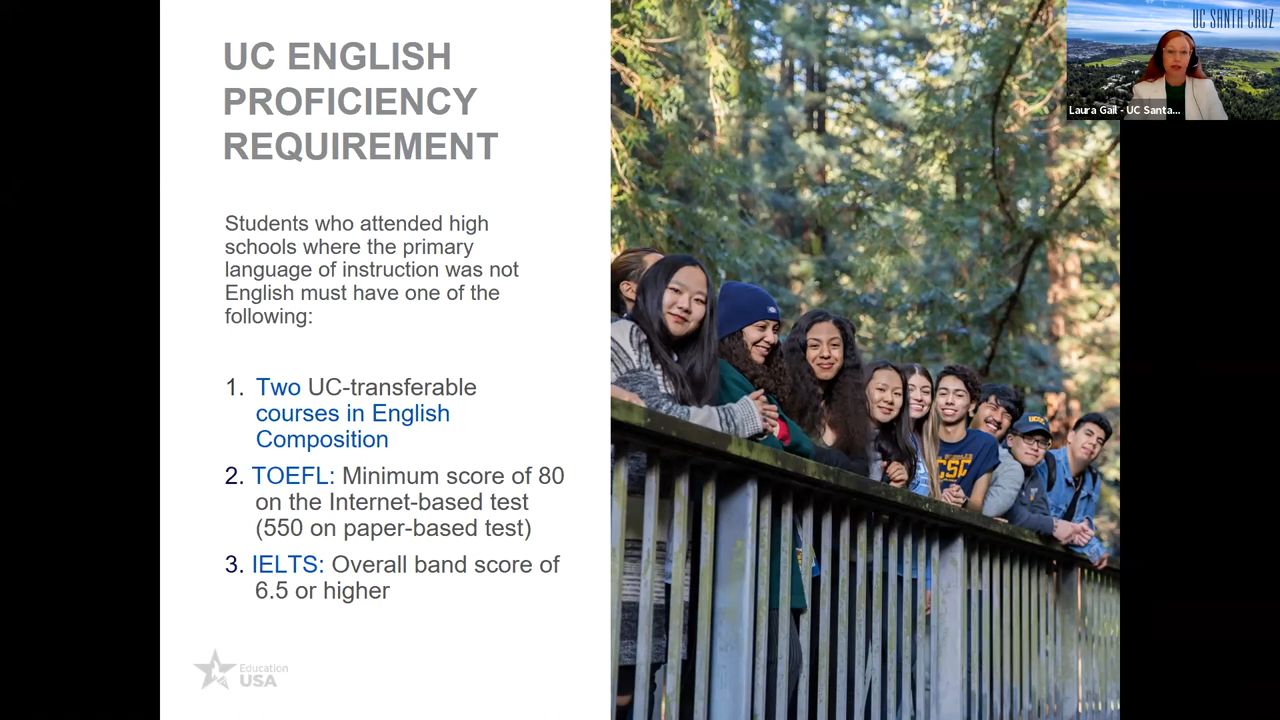 UC ENGLISH
PROFICIENCY
REQUIREMENT
Students who attended high
schools where the primary
language of instruction was not
English must have one of the
following:
1. Two UC-transferable
courses in English
Composition
2. TOEFL: Minimum score of 80
on the Internet-based test
(550 on paper-based test)
3. IELTS: Overall band score of
6.5 or higher
Education
USA
UC SANTA CRUZ
Laura Gail - UC Santa...